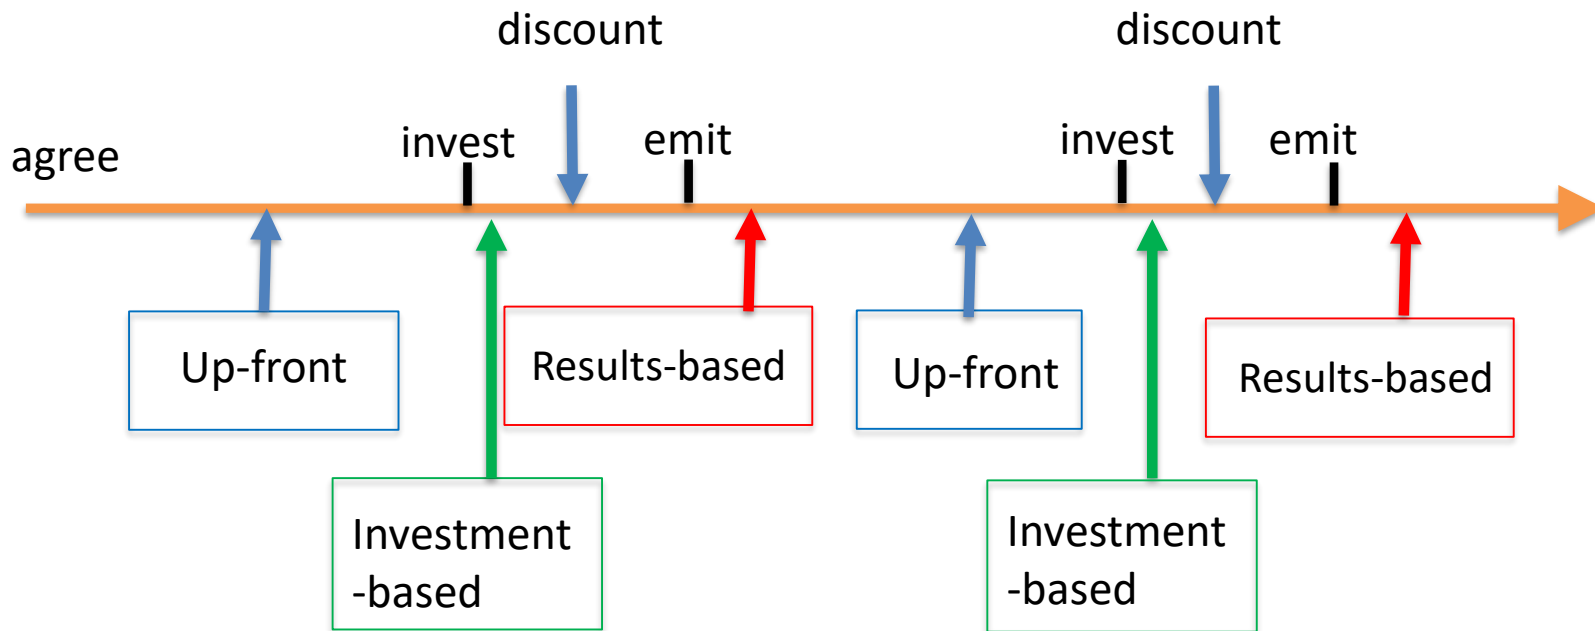 discount
discount
agree
invest
emit
invest
emit
Up-front
Results-based
Up-front
Results-based
Investment
-based
Investment
-based